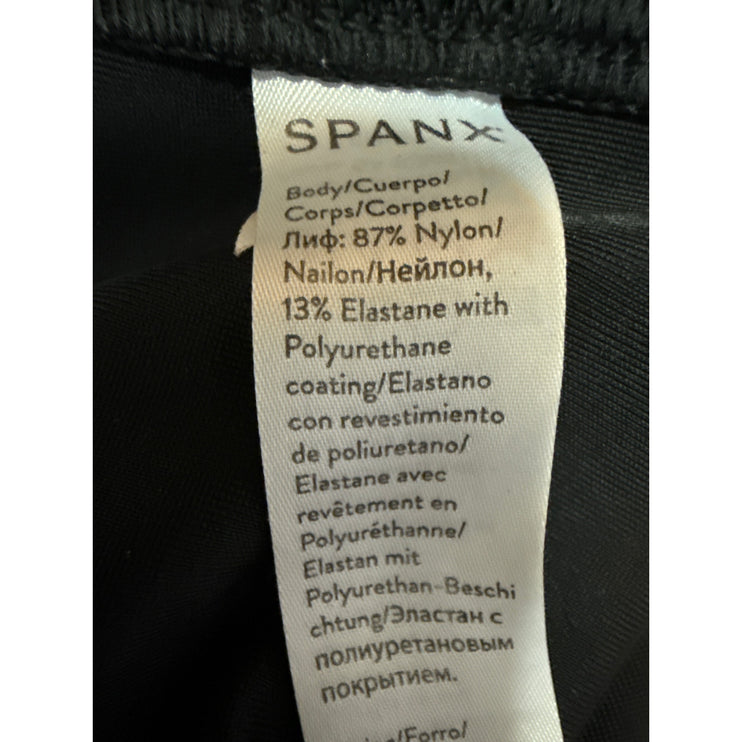 SPANX
Body/Cuerpo/
Corps/Corpetto/
Лиф: 87% Nylon/
Nailon/Нейлон,
13% Elastane with
Polyurethane
coating/Elastano
con revestimiento
de poliuretano/
Elastane avec
revêtement en
Polyuréthanne/
Elastan mit
Polyurethan-Beschi
chtung/Эластан с
полиуретановым
покрытием.
/Forro/